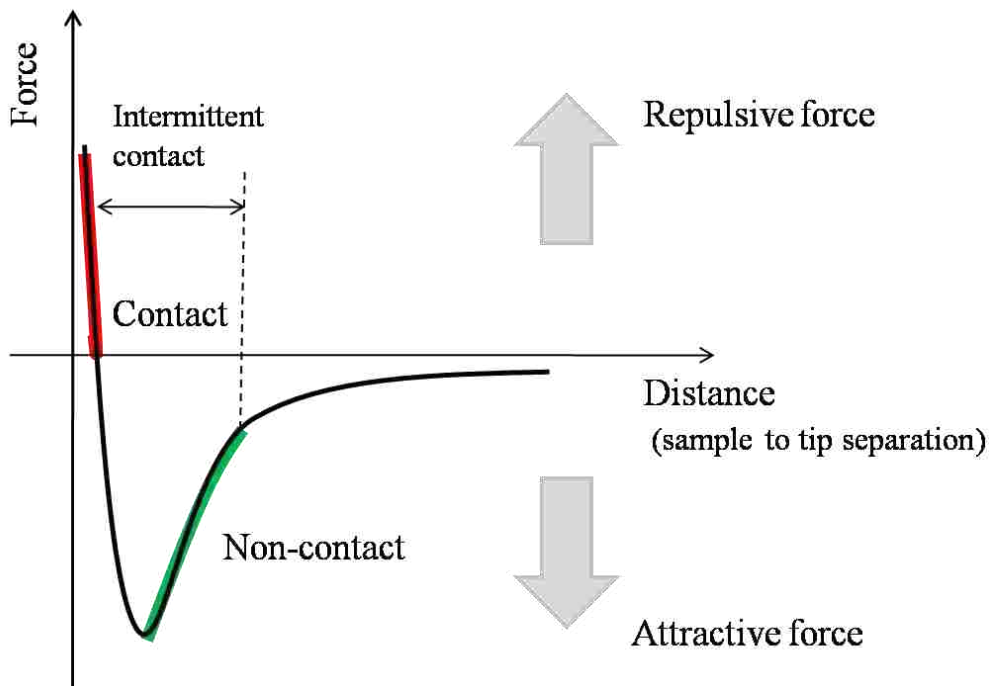 Force
Intermittent
contact
Repulsive force
Contact
Distance
(sample to tip separation)
Non-contact
Attractive force